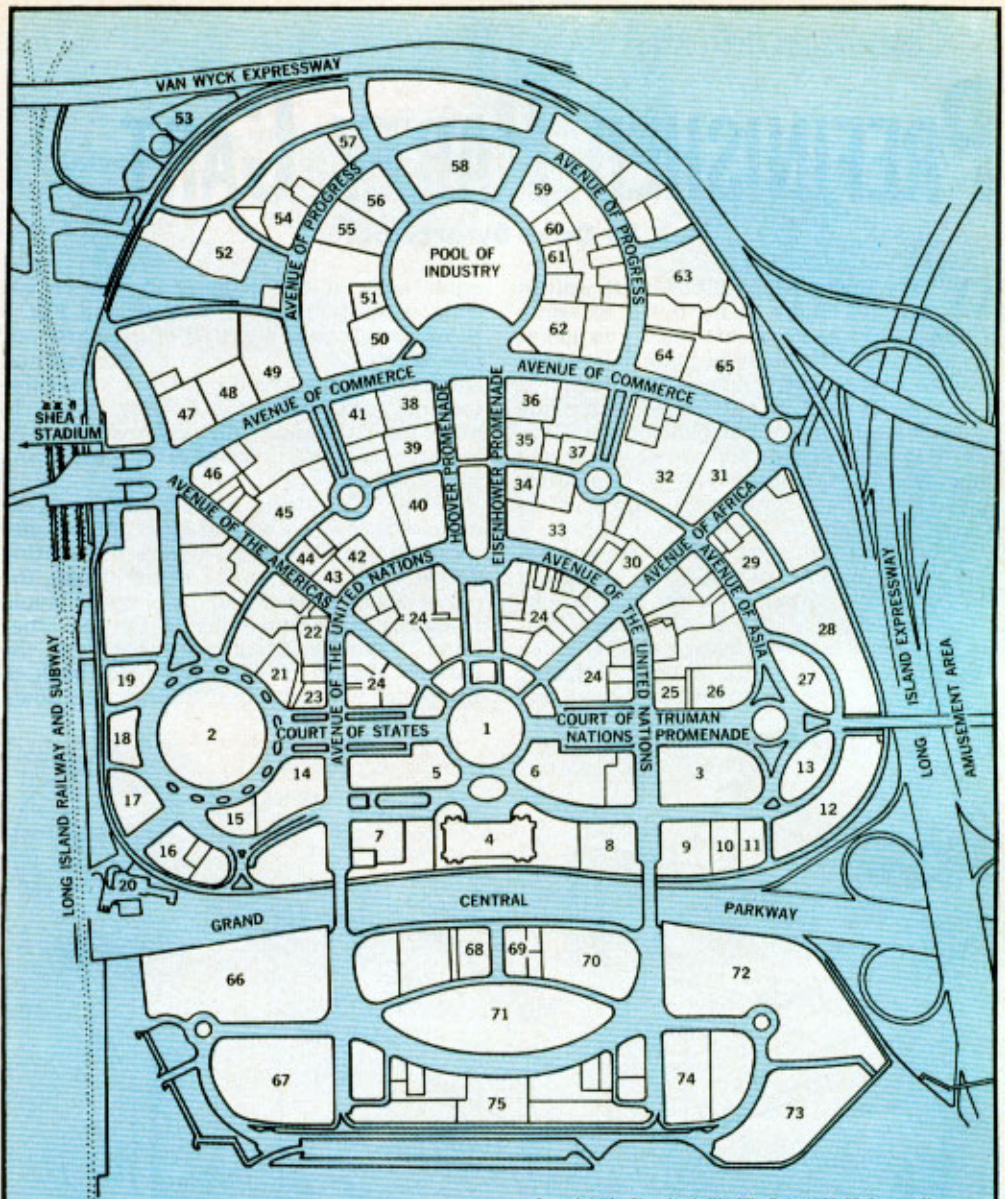 VAN WYCK EXPRESSWAY
53
57
58
59
AVENUE OF PROGRESS
AVENUE OF PROGRESS
54
56
55
60
52
POOL OF
INDUSTRY
61
63
51
50
62
64
65
49
48
47
AVENUE OF COMMERCE
AVENUE OF COMMERCE
41
38
36
SHEA
STADIUM
39
35
37
HOOVER PROMENADE
EISENHOWER PROMENADE
46
45
40
34
33
32
31
AVENUE OF THE AMERICAS
AVENUE OF AFRICA
AVENUE OF ASIA
44
43
42
30
29
AVENUE OF THE UNITED NATIONS
AVENUE OF THE UNITED NATIONS
22
24
24
28
21
23
24
24
25
26
27
19
18
2
COURT OF STATES
1
COURT OF
NATIONS
TRUMAN
PROMENADE
LONG ISLAND EXPRESSWAY
AMUSEMENT AREA
LONG ISLAND RAILWAY AND SUBWAY
17
14
5
6
3
13
12
15
16
7
4
8
9
10
11
20
GRAND
CENTRAL
PARKWAY
66
68
69
70
72
71
67
75
74
73